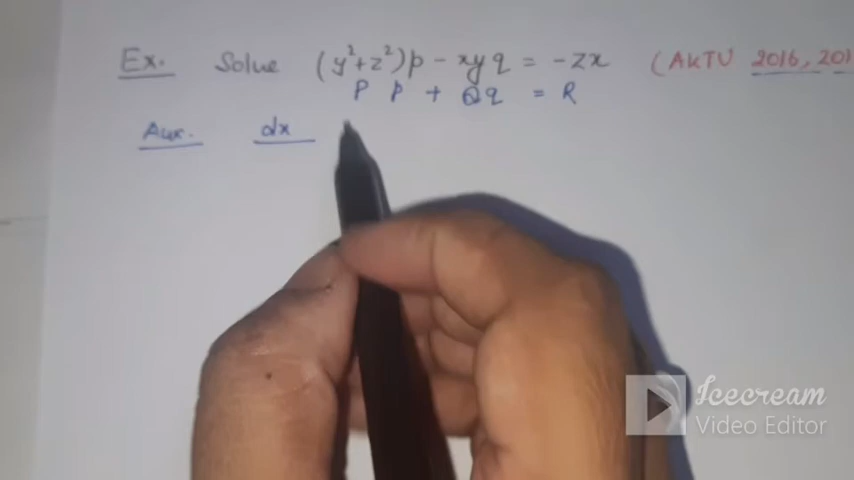 Ex. Solve (y²+z²)p - xyq = -zx (AKTU 2016, 201
P p + Qq = R
Aux. dx
Icecream
Video Editor